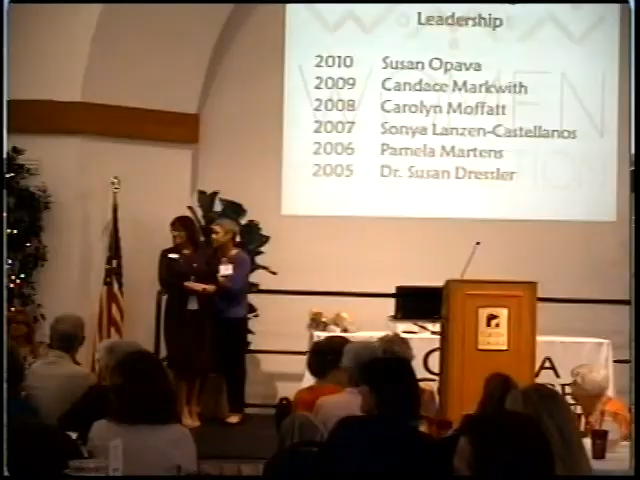 Leadership
2010 Susan Opava
2009 Candace Markwith
2008 Carolyn Moffatt
2007 Sonya Lanzen-Castellanos
2006 Pamela Martens
2005 Dr. Susan Dressler
WOMEN